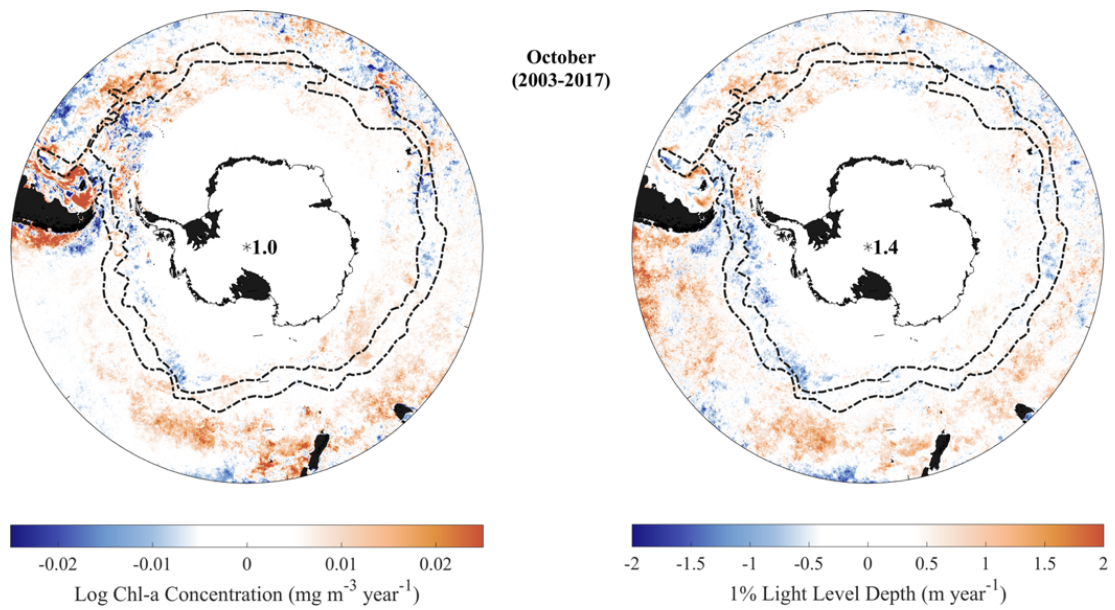 October
(2003-2017)
*1.0
*1.4
-0.02 -0.01 0 0.01 0.02
Log Chl-a Concentration (mg m⁻³ year⁻¹)
-2 -1.5 -1 -0.5 0 0.5 1 1.5 2
1% Light Level Depth (m year⁻¹)